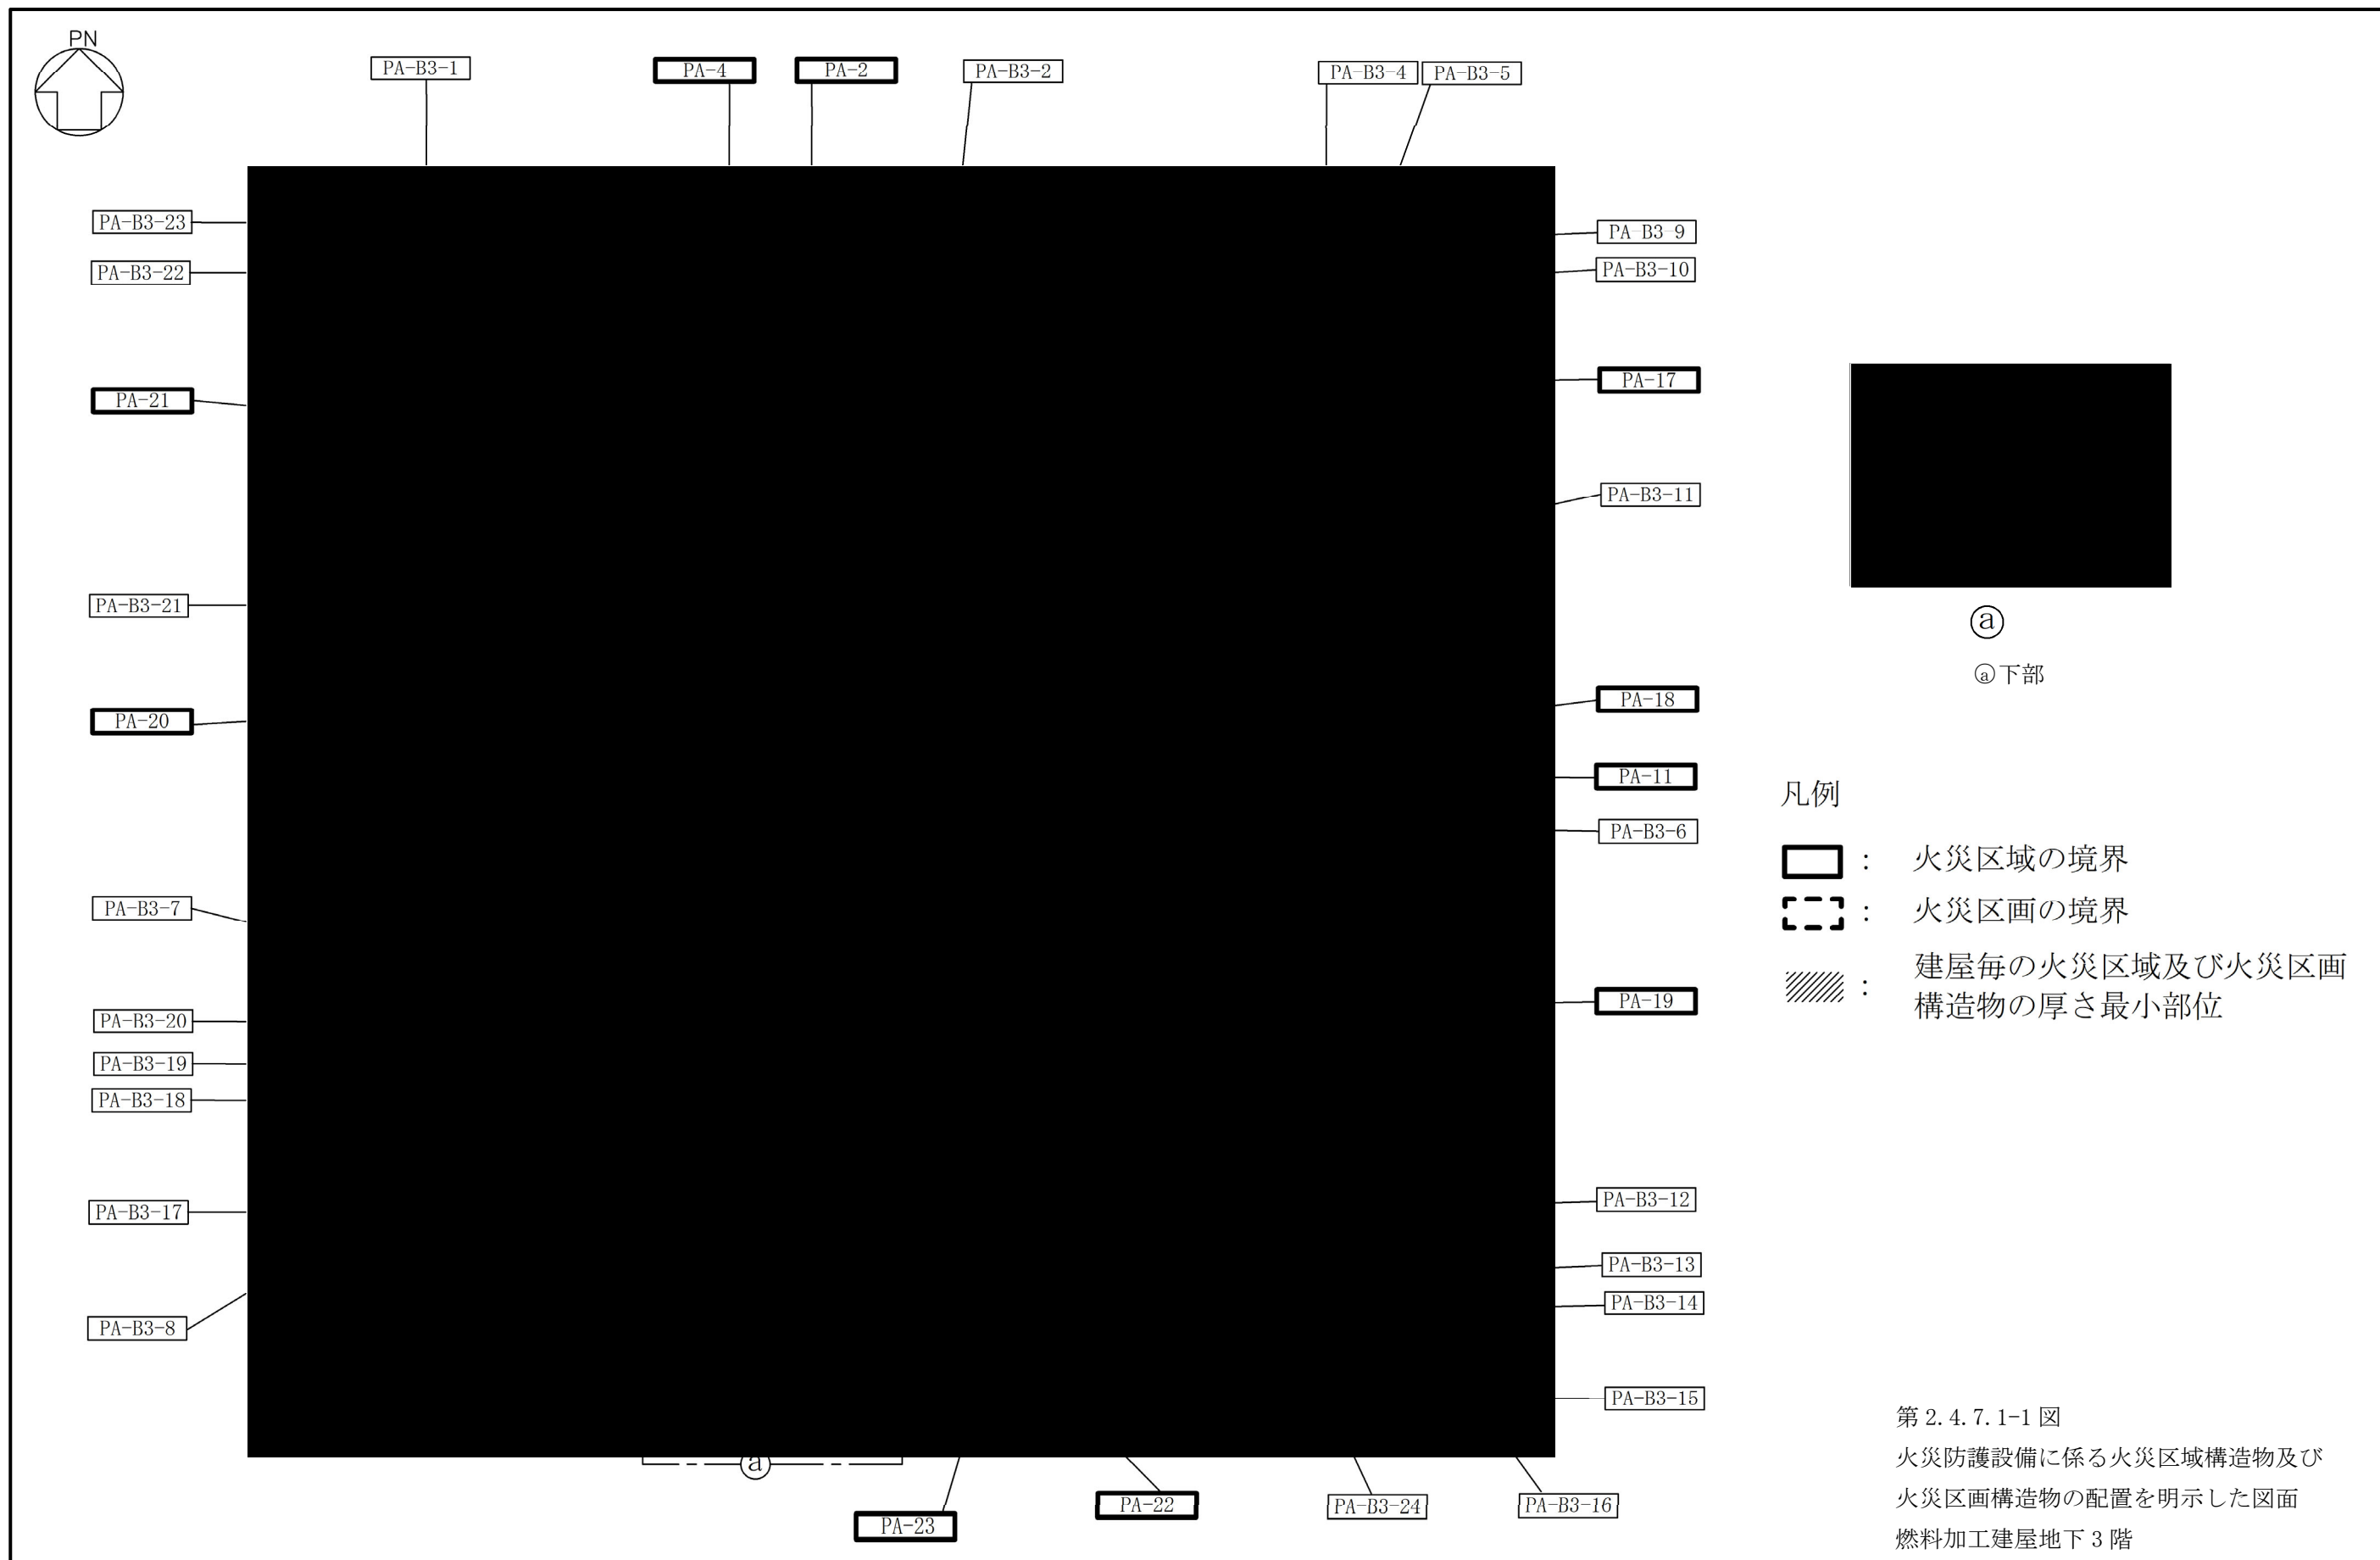 PN
PA-B3-1
PA-4
PA-2
PA-B3-2
PA-B3-4
PA-B3-5
PA-B3-23
PA-B3-22
PA-21
PA-B3-21
PA-20
PA-B3-7
PA-B3-20
PA-B3-19
PA-B3-18
PA-B3-17
PA-B3-8
PA-B3-9
PA-B3-10
PA-17
PA-B3-11
PA-18
PA-11
PA-B3-6
PA-19
PA-B3-12
PA-B3-13
PA-B3-14
PA-B3-15
ⓐ
PA-23
PA-22
PA-B3-24
PA-B3-16
ⓐ
ⓐ下部
凡例
： 火災区域の境界
： 火災区画の境界
： 建屋毎の火災区域及び火災区画
構造物の厚さ最小部位
第2.4.7.1-1図
火災防護設備に係る火災区域構造物及び
火災区画構造物の配置を明示した図面
燃料加工建屋地下3階